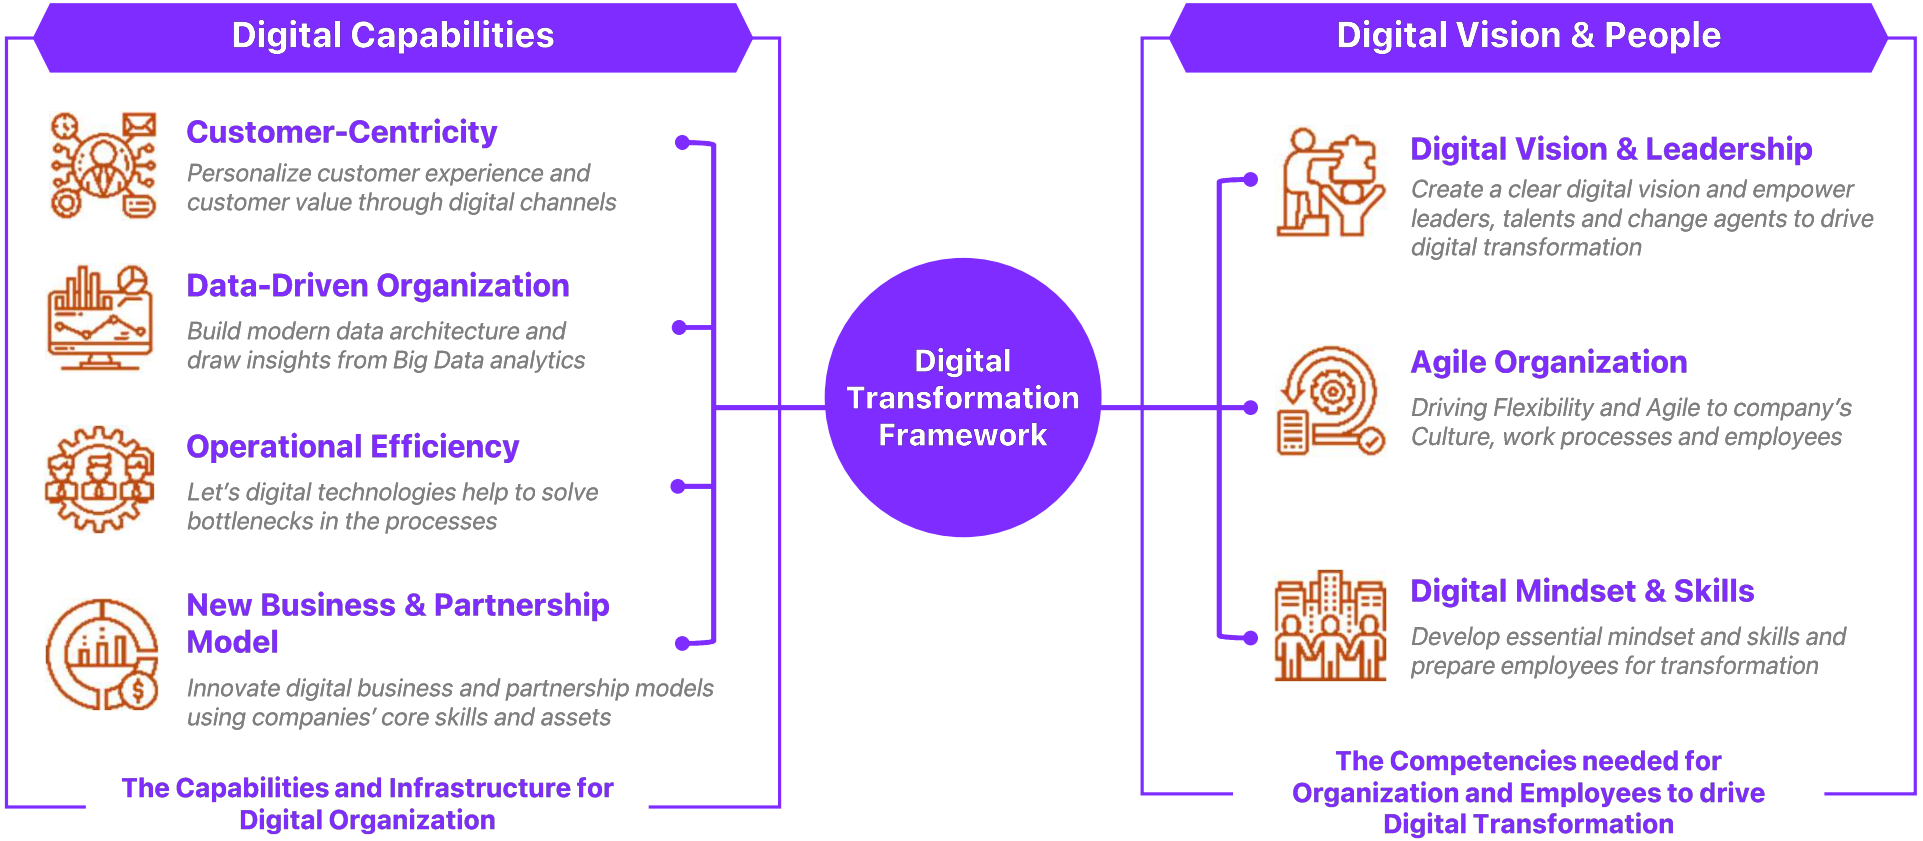 Digital Capabilities
Customer-Centricity
Personalize customer experience and
customer value through digital channels
Data-Driven Organization
Build modern data architecture and
draw insights from Big Data analytics
Operational Efficiency
Let's digital technologies help to solve
bottlenecks in the processes
New Business & Partnership
Model
Innovate digital business and partnership models
using companies' core skills and assets
The Capabilities and Infrastructure for
Digital Organization
Digital
Transformation
Framework
Digital Vision & People
Digital Vision & Leadership
Create a clear digital vision and empower
leaders, talents and change agents to drive
digital transformation
Agile Organization
Driving Flexibility and Agile to company's
Culture, work processes and employees
Digital Mindset & Skills
Develop essential mindset and skills and
prepare employees for transformation
The Competencies needed for
Organization and Employees to drive
Digital Transformation
$